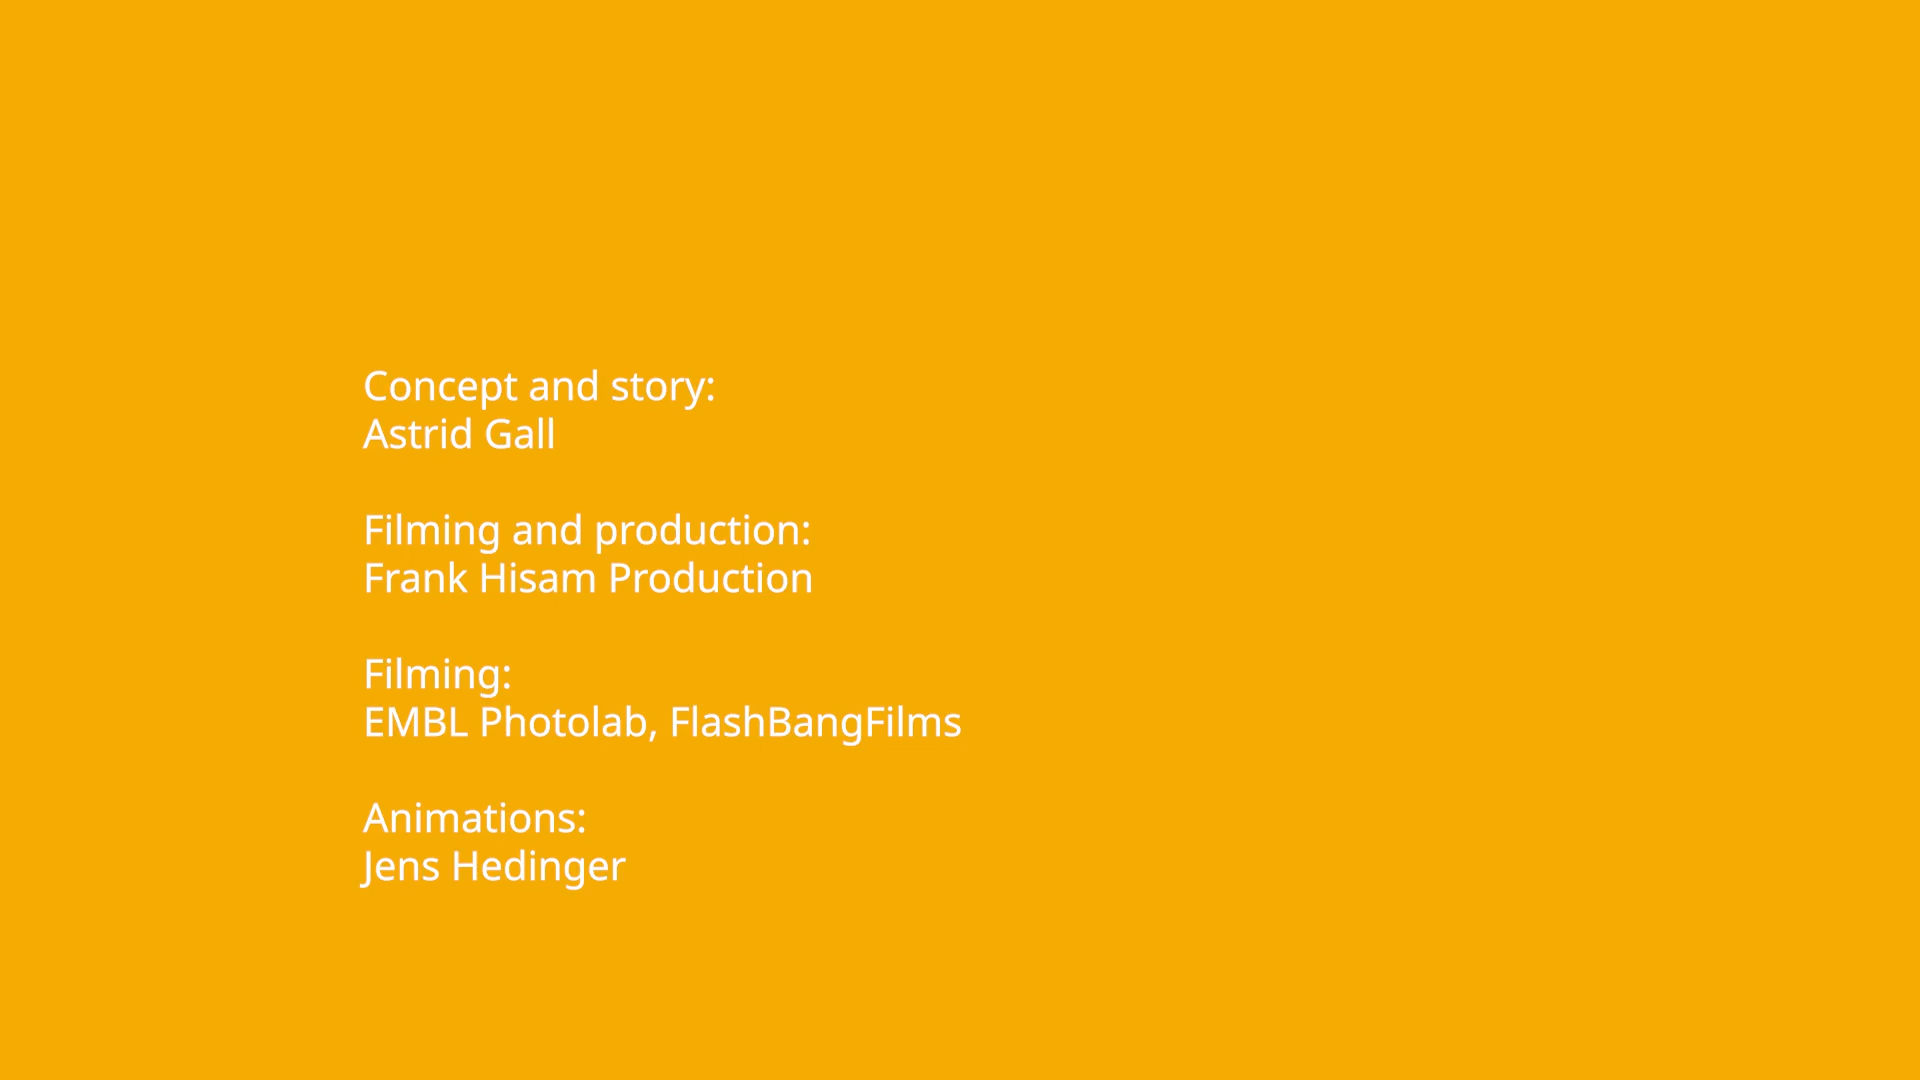 Concept and story:
Astrid Gall
Filming and production:
Frank Hisam Production
Filming:
EMBL Photolab, FlashBangFilms
Animations:
Jens Hedinger